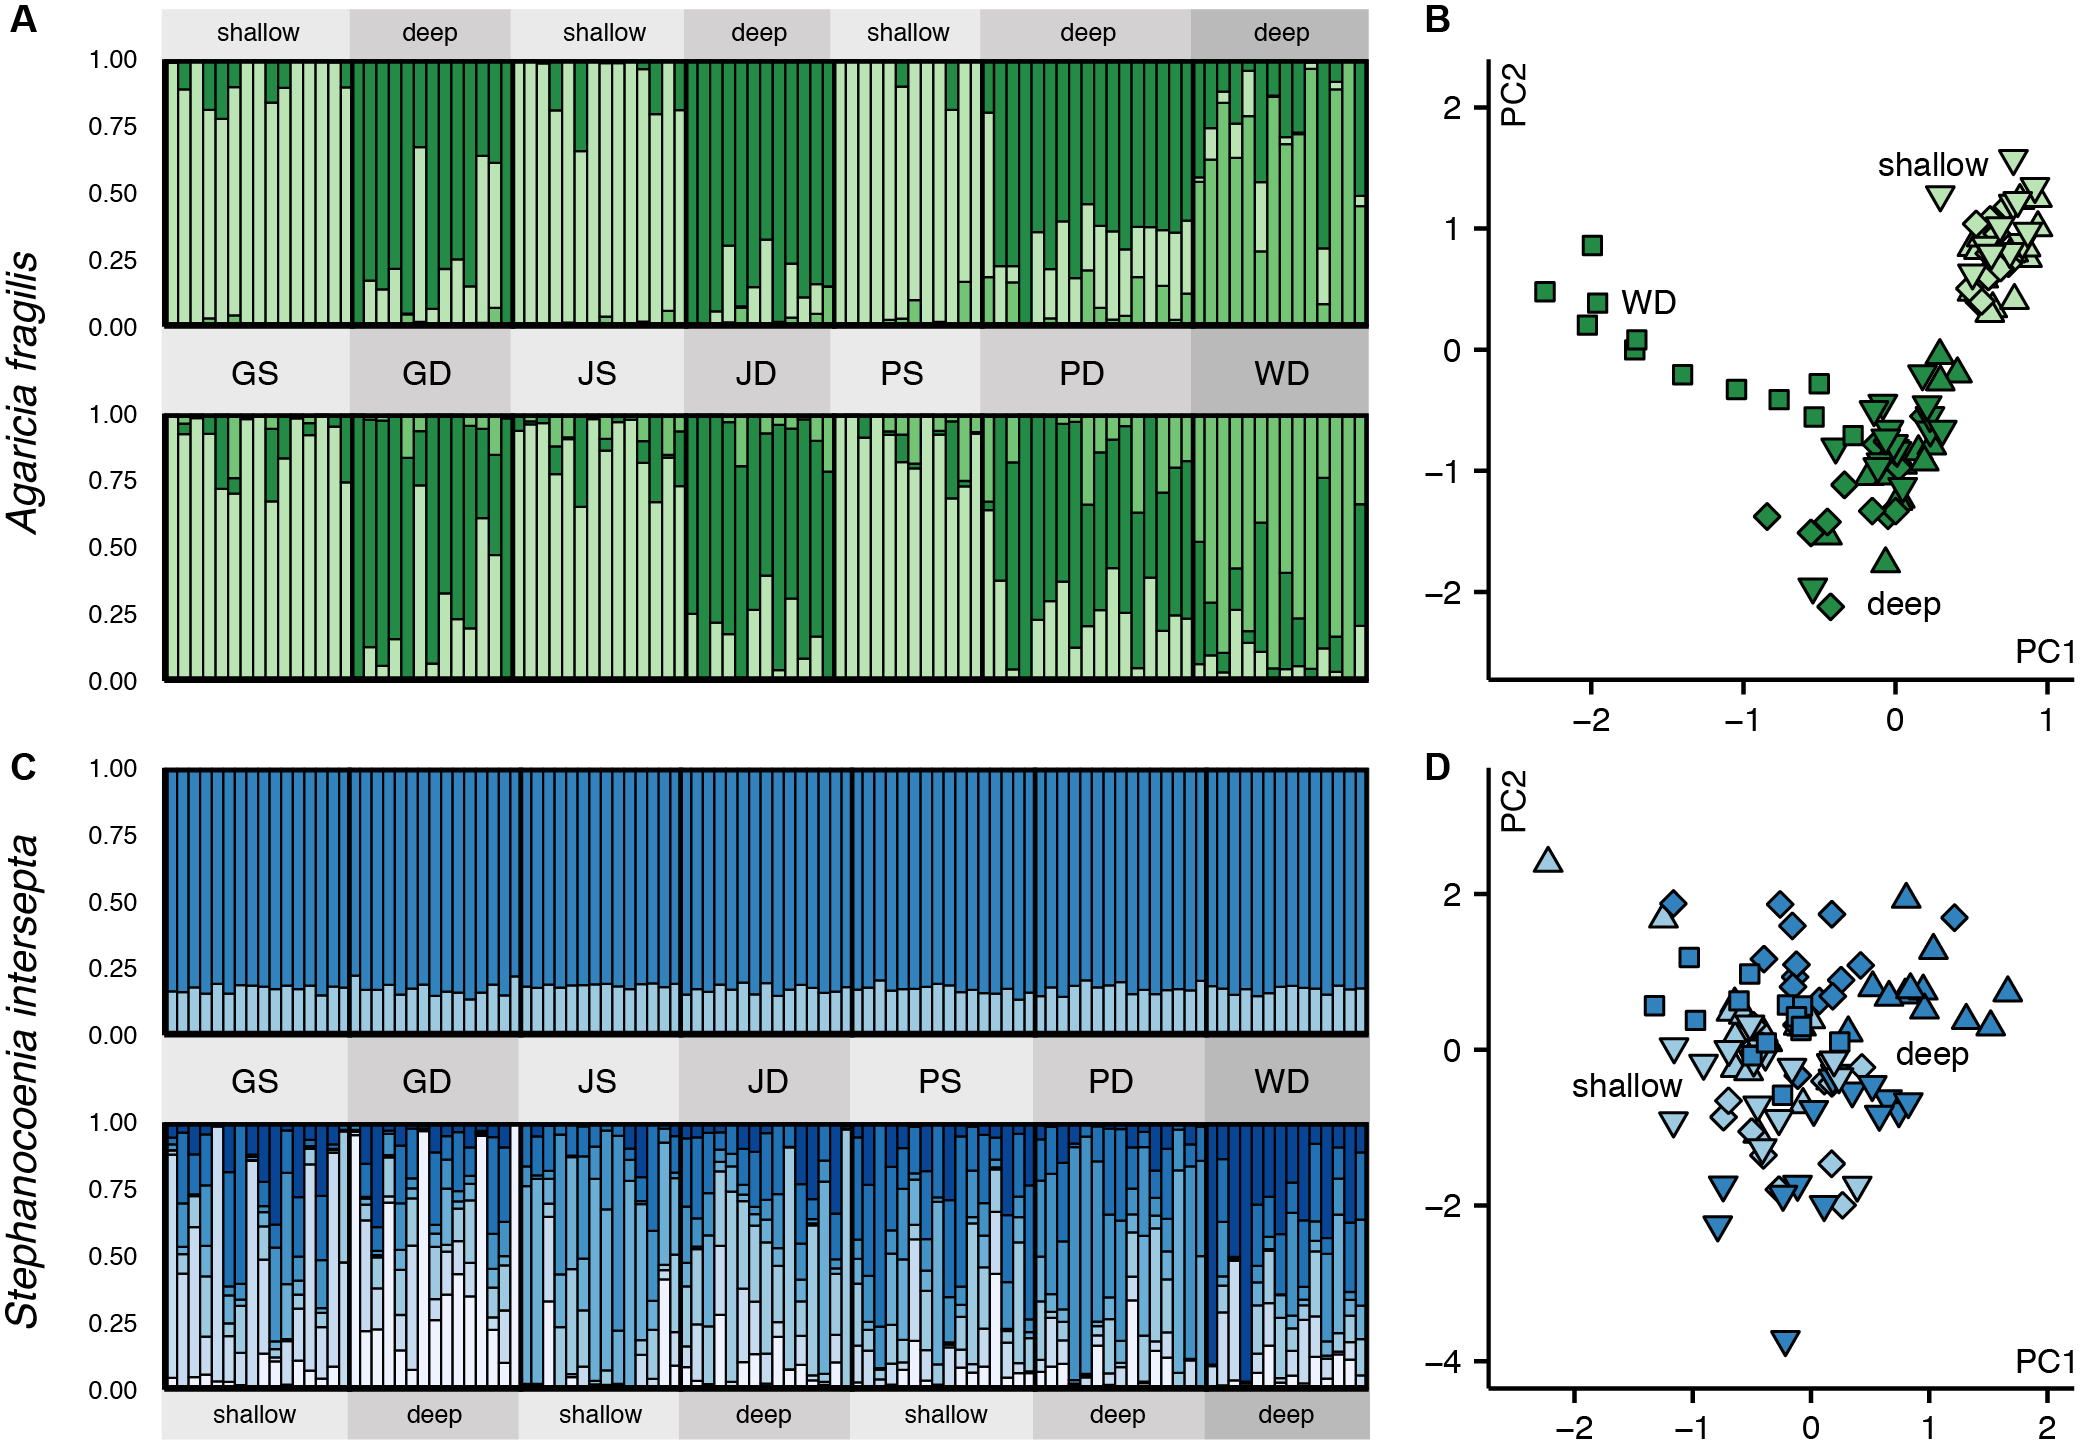 A
shallow deep shallow deep shallow deep deep
1.00
0.75
0.50
0.25
0.00
GS GD JS JD PS PD WD
1.00
0.75
0.50
0.25
0.00
Agaricia fragilis
B
PC2
2
1
0
−1
−2
shallow
WD
deep
PC1
−2 −1 0 1
C
1.00
0.75
0.50
0.25
0.00
GS GD JS JD PS PD WD
1.00
0.75
0.50
0.25
0.00
shallow deep shallow deep shallow deep deep
Stephanocoenia intersepta
D
PC2
2
0
−2
−4
shallow
deep
PC1
−2 −1 0 1 2